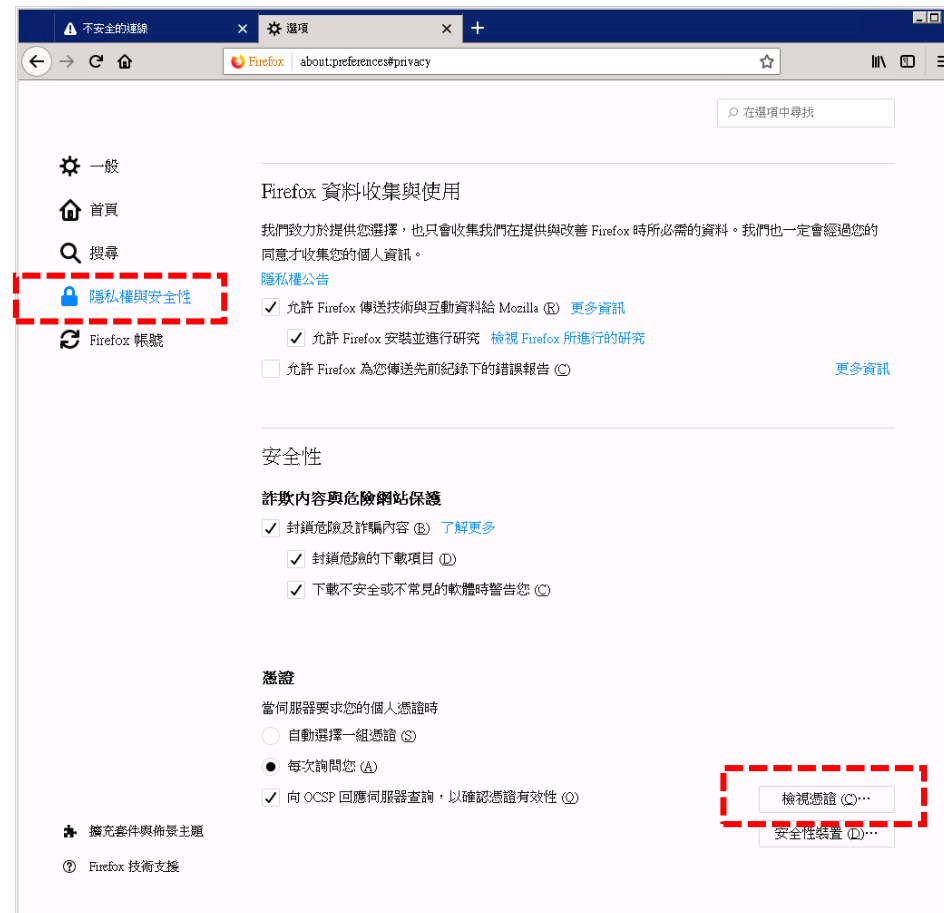 不安全的連線
選項
Firefox about:preferences#privacy
在選項中尋找
一般
首頁
搜尋
隱私權與安全性
Firefox 帳號
Firefox 資料收集與使用
我們致力於提供您選擇，也只會收集我們在提供與改善 Firefox 時所必需的資料。我們也一定會經過您的
同意才收集您的個人資訊。
隱私權公告
允許 Firefox 傳送技術與互動資料給 Mozilla (R) 更多資訊
允許 Firefox 安裝並進行研究 檢視 Firefox 所進行的研究
允許 Firefox 為您傳送先前紀錄下的錯誤報告 (C) 更多資訊
安全性
詐欺內容與危險網站保護
封鎖危險及詐騙內容 (B) 了解更多
封鎖危險的下載項目 (D)
下載不安全或不常見的軟體時警告您 (C)
憑證
當伺服器要求您的個人憑證時
自動選擇一組憑證 (S)
每次詢問您 (A)
向 OCSP 回應伺服器查詢，以確認憑證有效性 (Q)
檢視憑證 (C)…
安全性裝置 (D)…
擴充套件與佈景主題
Firefox 技術支援